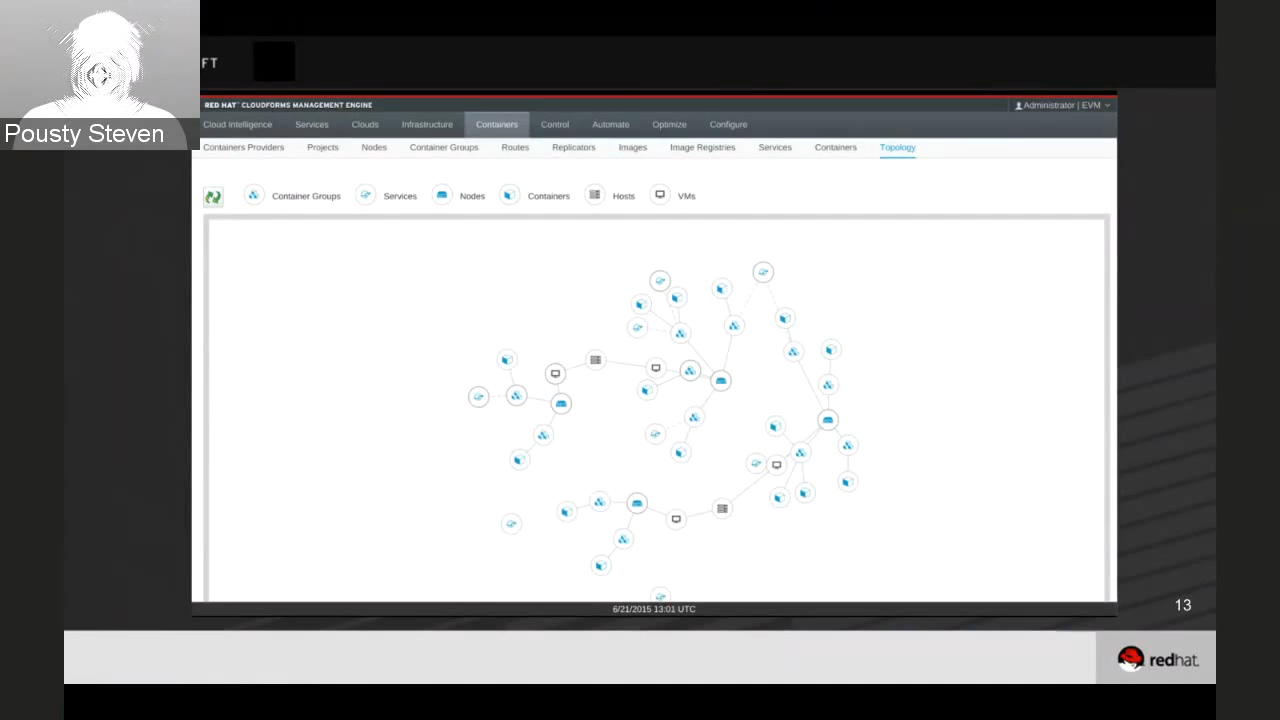 FT
Pousty Steven
RED HAT CLOUDFORMS MANAGEMENT ENGINE
Administrator | EVM
Cloud Intelligence Services Clouds Infrastructure Containers Control Automate Optimize Configure
Containers Providers Projects Nodes Container Groups Routes Replicators Images Image Registries Services Containers Topology
Container Groups Services Nodes Containers Hosts VMs
6/21/2015 13:01 UTC
13
redhat.